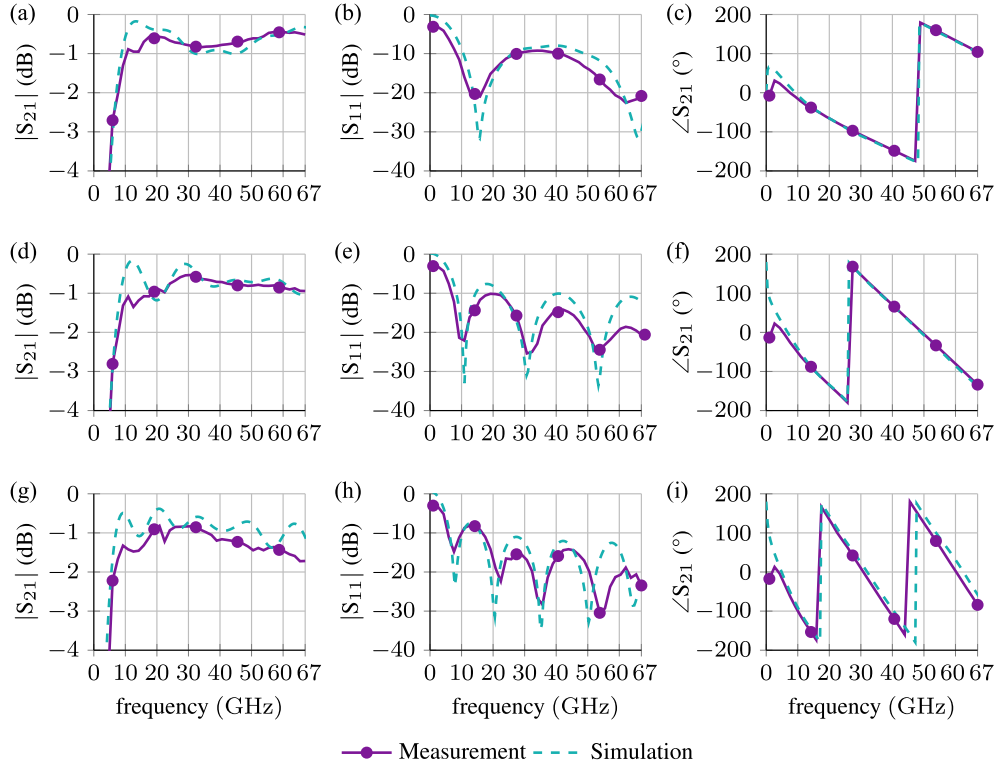 (a)
0
−1
−2
−3
−4
|S21| (dB)
0 10 20 30 40 50 60 67
(b)
0
−10
−20
−30
−40
|S11| (dB)
0 10 20 30 40 50 60 67
(c)
200
100
0
−100
−200
∠S21 (°)
0 10 20 30 40 50 60 67
(d)
0
−1
−2
−3
−4
|S21| (dB)
0 10 20 30 40 50 60 67
(e)
0
−10
−20
−30
−40
|S11| (dB)
0 10 20 30 40 50 60 67
(f)
200
100
0
−100
−200
∠S21 (°)
0 10 20 30 40 50 60 67
(g)
0
−1
−2
−3
−4
|S21| (dB)
0 10 20 30 40 50 60 67
frequency (GHz)
(h)
0
−10
−20
−30
−40
|S11| (dB)
0 10 20 30 40 50 60 67
frequency (GHz)
(i)
200
100
0
−100
−200
∠S21 (°)
0 10 20 30 40 50 60 67
frequency (GHz)
Measurement Simulation